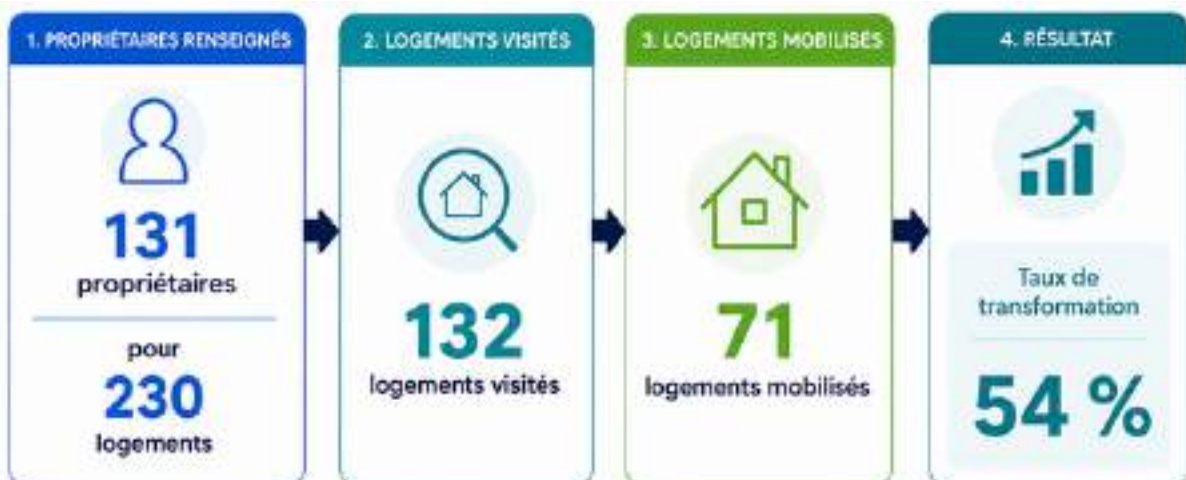 1. PROPRIÉTAIRES RENSEIGNÉS
131
propriétaires
pour
230
logements
2. LOGEMENTS VISITÉS
132
logements visités
3. LOGEMENTS MOBILISÉS
71
logements mobilisés
4. RÉSULTAT
Taux de
transformation
54 %